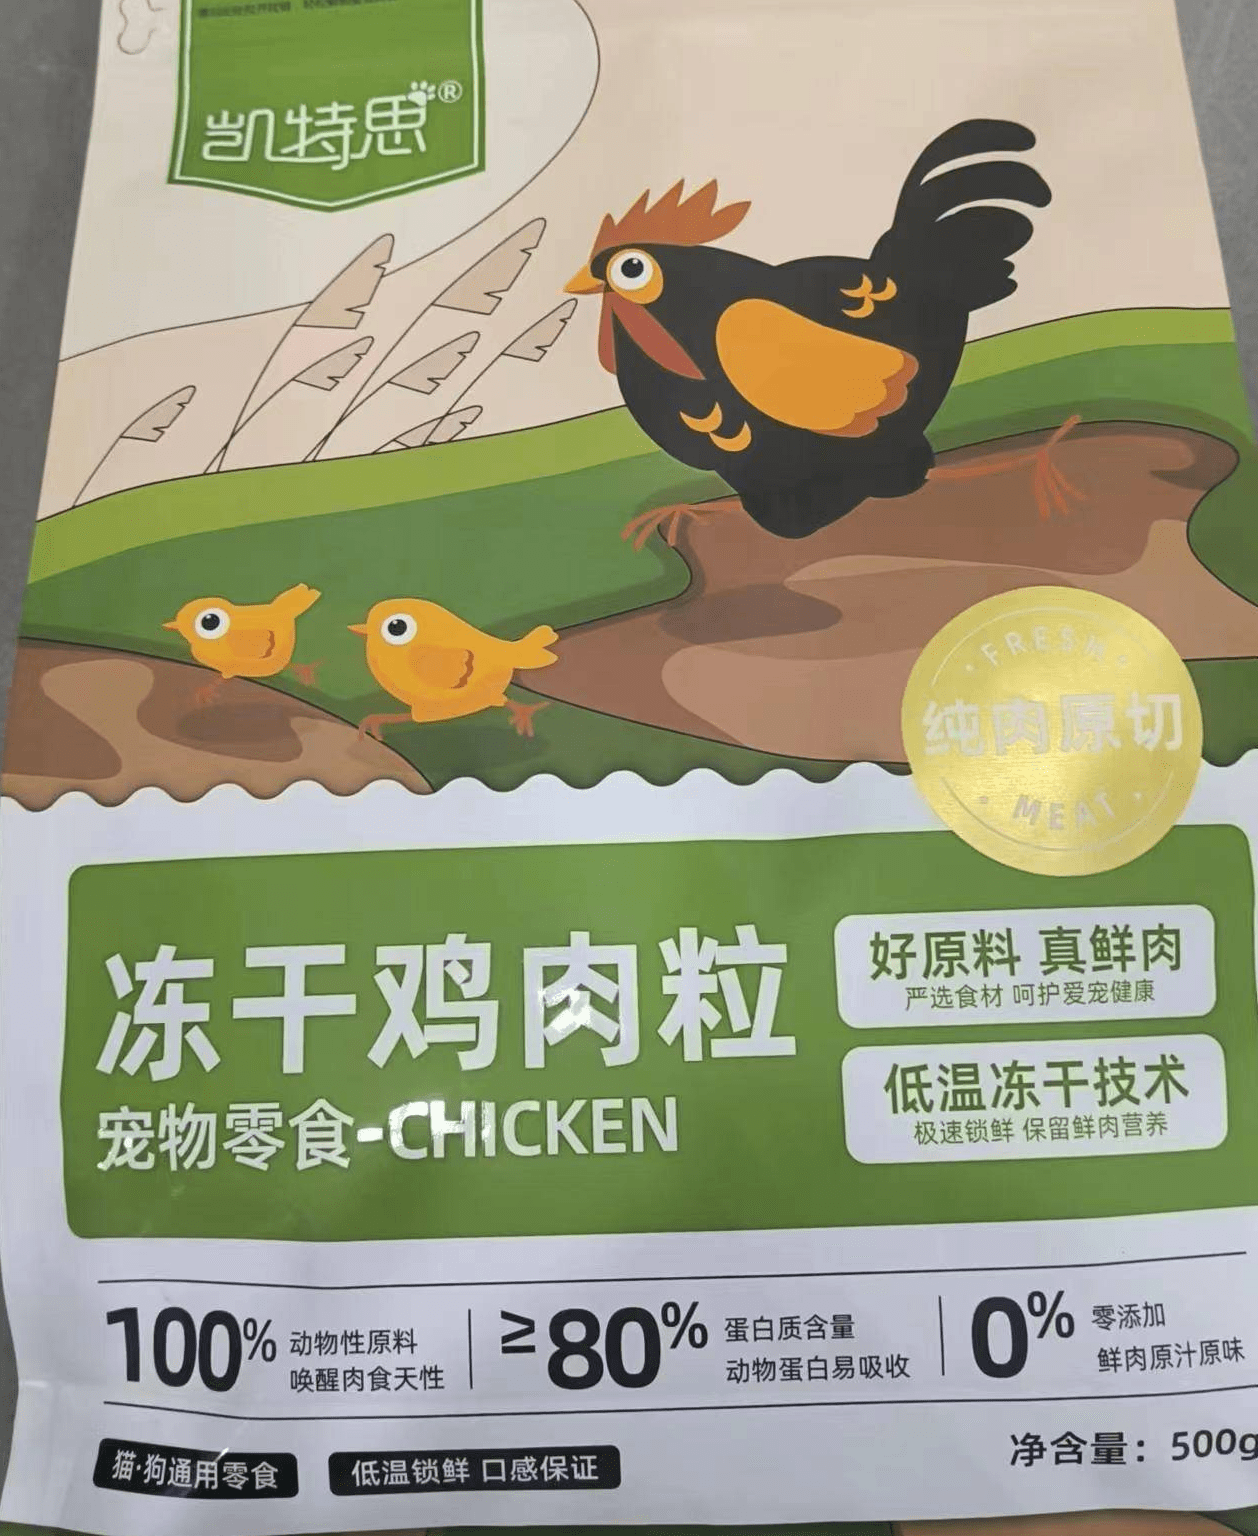 凯特思®
FRESH
纯肉原切
MEAT
冻干鸡肉粒
宠物零食-CHICKEN
好原料 真鲜肉
严选食材 呵护爱宠健康
低温冻干技术
极速锁鲜 保留鲜肉营养
100% 动物性原料
唤醒肉食天性
≥80% 蛋白质含量
动物蛋白易吸收
0% 零添加
鲜肉原汁原味
猫·狗通用零食
低温锁鲜 口感保证
净含量：500g